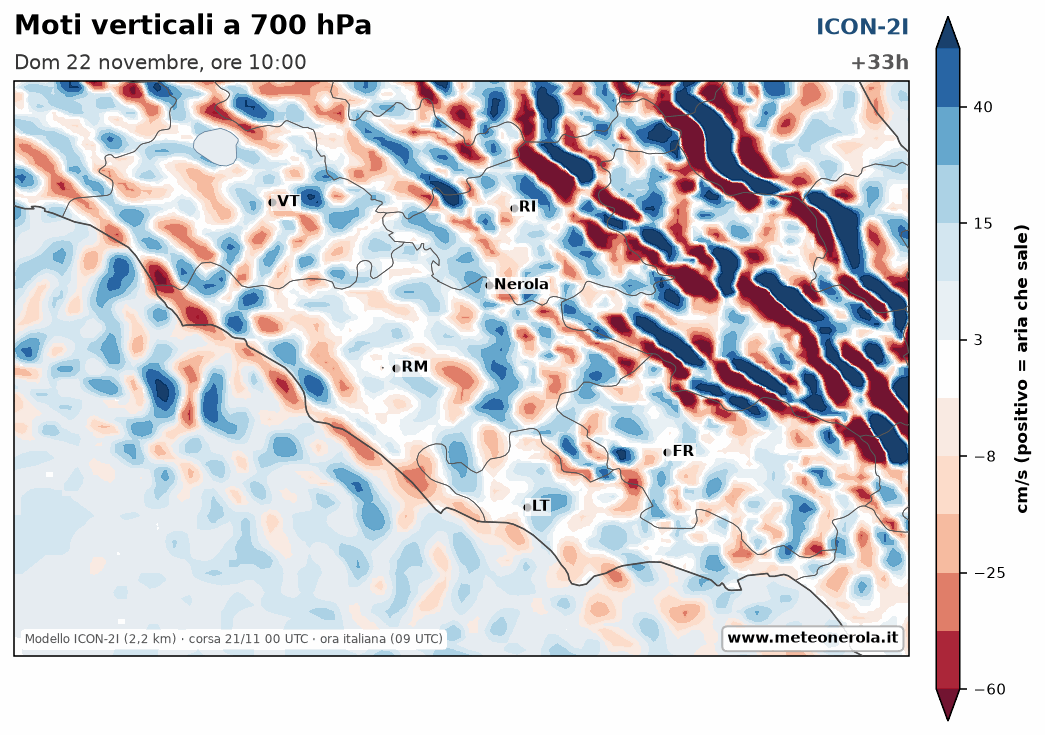 Moti verticali a 700 hPa
ICON-2I
Dom 22 novembre, ore 10:00
+33h
VT
RI
Nerola
RM
FR
LT
40
15
3
−8
−25
−60
cm/s (positivo = aria che sale)
Modello ICON-2I (2,2 km) · corsa 21/11 00 UTC · ora italiana (09 UTC)
www.meteonerola.it